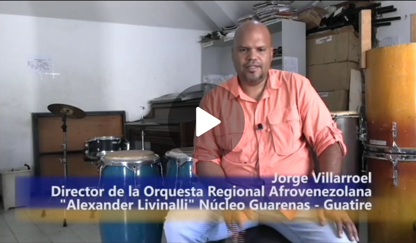 Jorge Villarroel
Director de la Orquesta Regional Afrovenezolana
"Alexander Livinalli" Núcleo Guarenas - Guatire